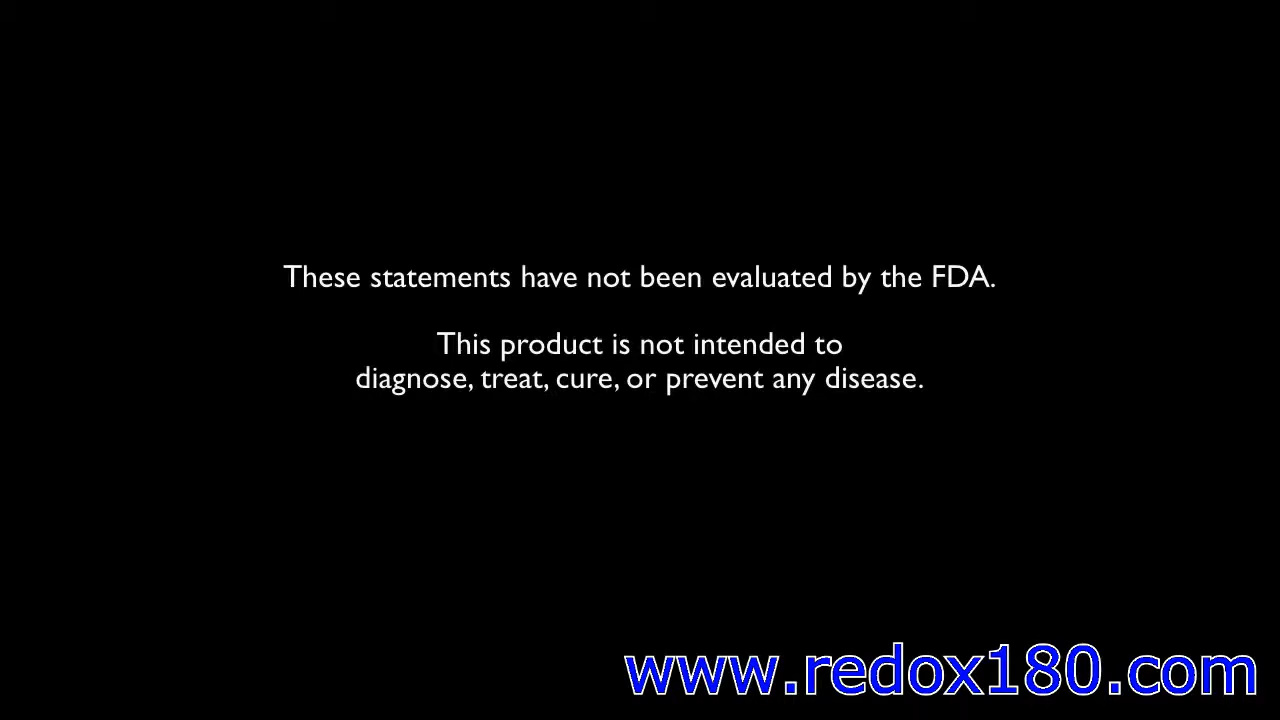 These statements have not been evaluated by the FDA.
This product is not intended to
diagnose, treat, cure, or prevent any disease.
www.redox180.com